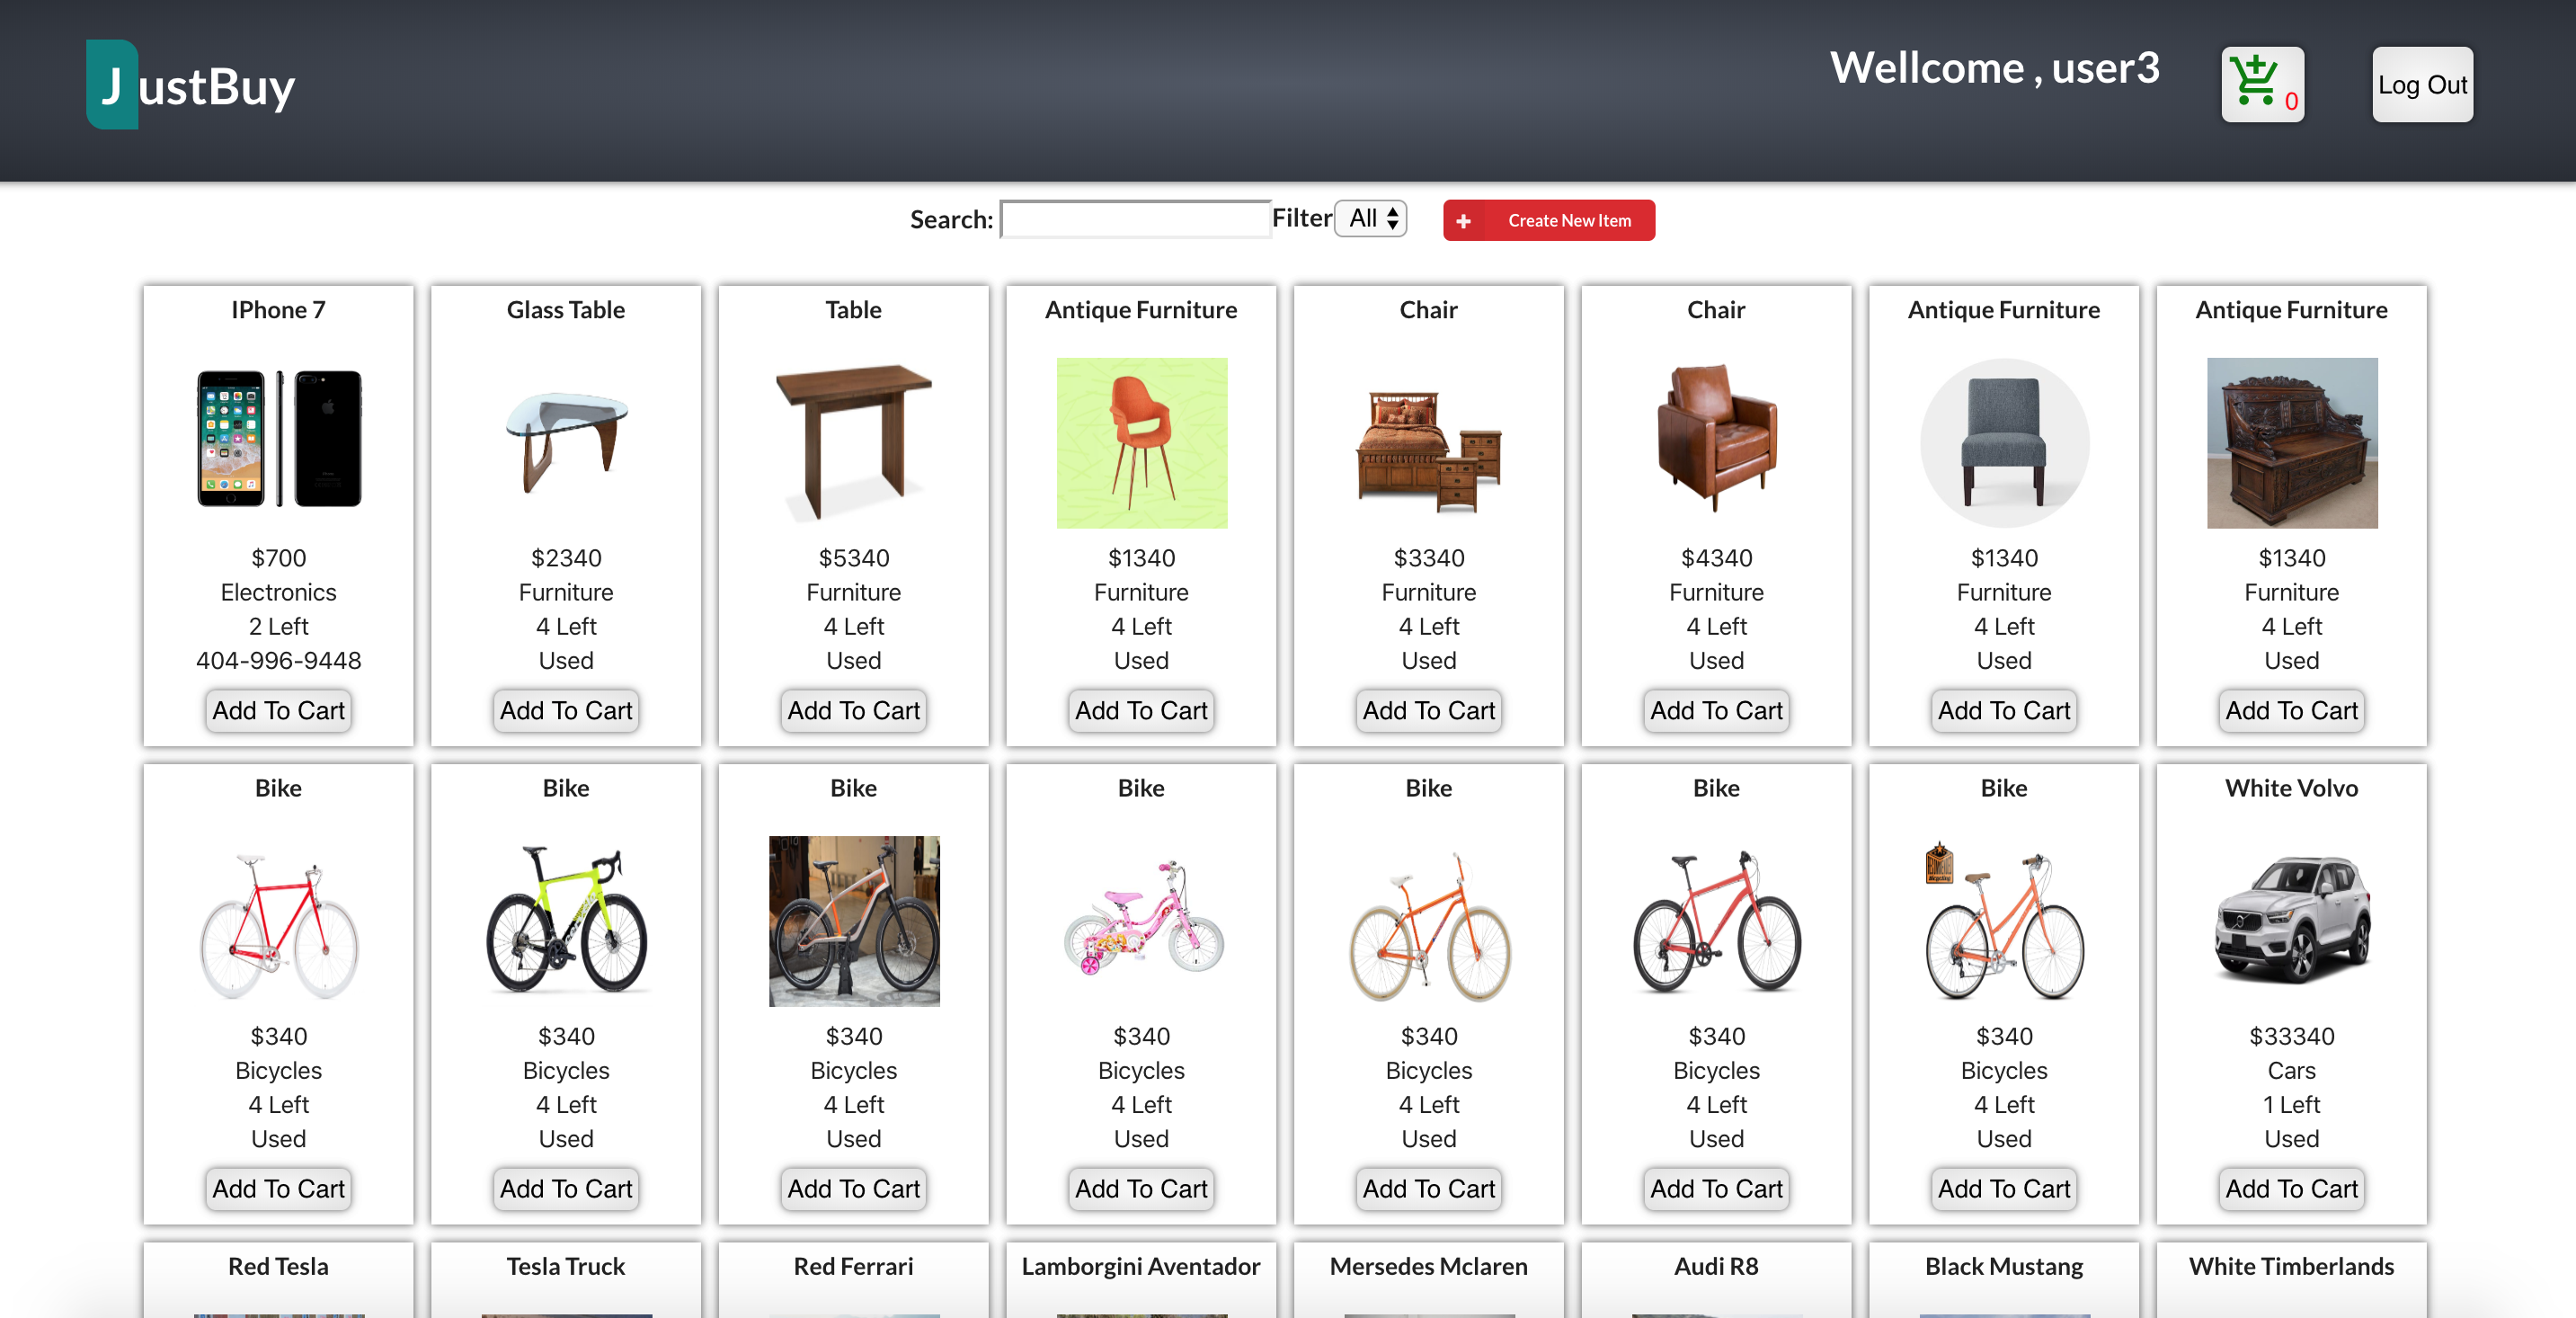 JustBuy
Wellcome , user3
0
Log Out
Search:
Filter
All
Create New Item
IPhone 7
$700
Electronics
2 Left
404-996-9448
Add To Cart
Glass Table
$2340
Furniture
4 Left
Used
Add To Cart
Table
$5340
Furniture
4 Left
Used
Add To Cart
Antique Furniture
$1340
Furniture
4 Left
Used
Add To Cart
Chair
$3340
Furniture
4 Left
Used
Add To Cart
Chair
$4340
Furniture
4 Left
Used
Add To Cart
Antique Furniture
$1340
Furniture
4 Left
Used
Add To Cart
Antique Furniture
$1340
Furniture
4 Left
Used
Add To Cart
Bike
$340
Bicycles
4 Left
Used
Add To Cart
Bike
$340
Bicycles
4 Left
Used
Add To Cart
Bike
$340
Bicycles
4 Left
Used
Add To Cart
Bike
$340
Bicycles
4 Left
Used
Add To Cart
Bike
$340
Bicycles
4 Left
Used
Add To Cart
Bike
$340
Bicycles
4 Left
Used
Add To Cart
Bike
$340
Bicycles
4 Left
Used
Add To Cart
White Volvo
$33340
Cars
1 Left
Used
Add To Cart
Red Tesla
Tesla Truck
Red Ferrari
Lamborgini Aventador
Mersedes Mclaren
Audi R8
Black Mustang
White Timberlands